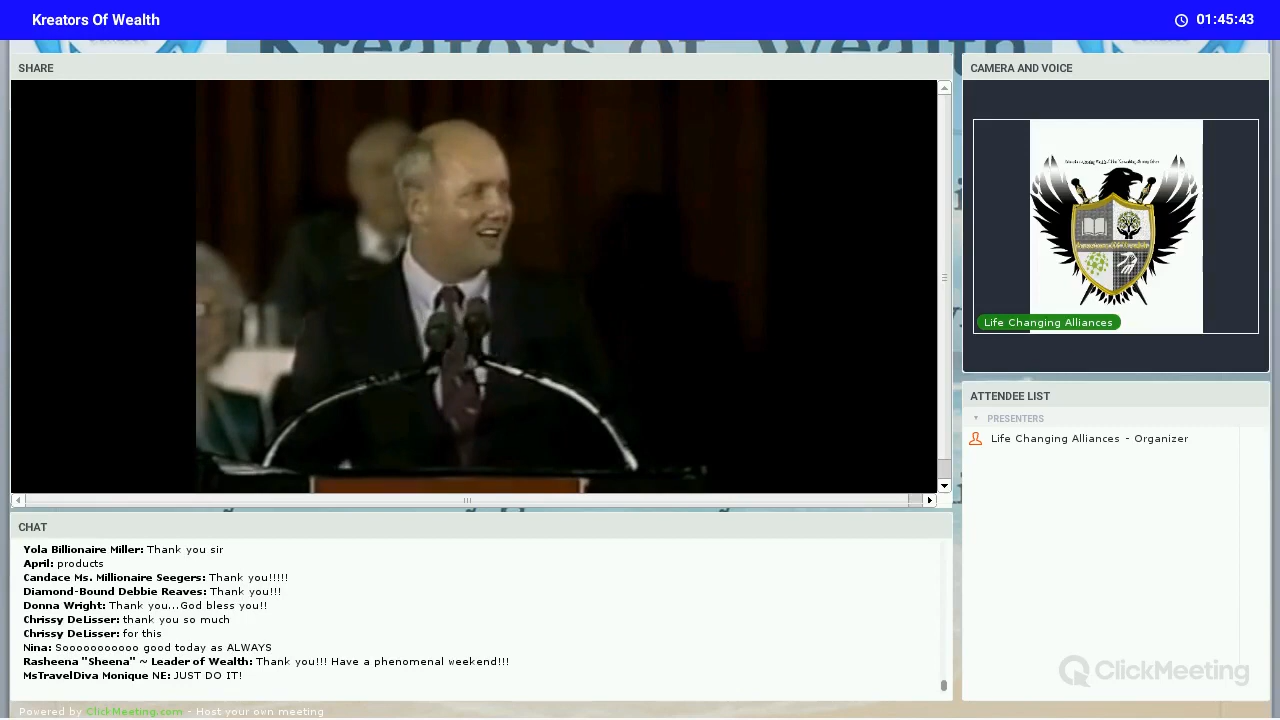 Kreators Of Wealth
01:45:43
Kreators of Wealth
SHARE
CAMERA AND VOICE
Life Changing Alliances
ATTENDEE LIST
PRESENTERS
Life Changing Alliances - Organizer
CHAT
Yola Billionaire Miller: Thank you sir
April: products
Candace Ms. Millionaire Seegers: Thank you!!!!!
Diamond-Bound Debbie Reaves: Thank you!!!
Donna Wright: Thank you...God bless you!!
Chrissy DeLisser: thank you so much
Chrissy DeLisser: for this
Nina: Sooooooooooo good today as ALWAYS
Rasheena "Sheena" ~ Leader of Wealth: Thank you!!! Have a phenomenal weekend!!!
MsTravelDiva Monique NE: JUST DO IT!
ClickMeeting
Powered by ClickMeeting.com - Host your own meeting